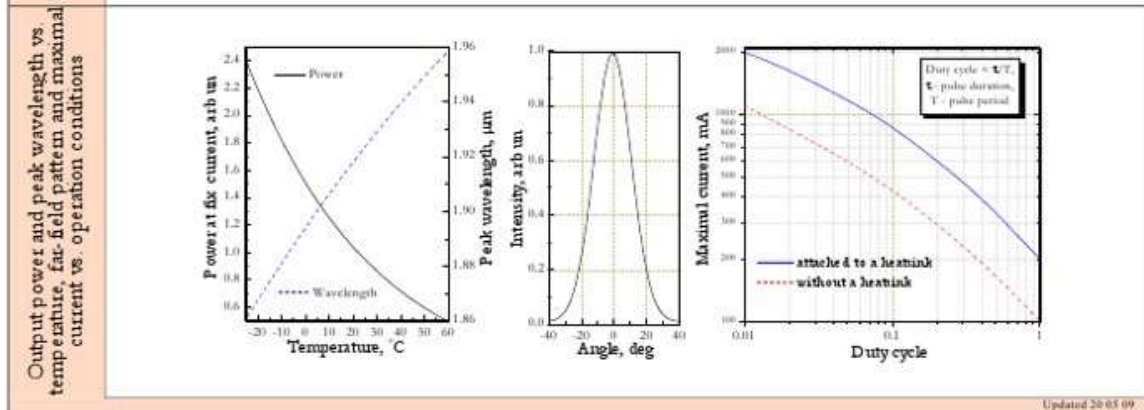 Output power and peak wavelength vs.
temperature, far-field pattern and maximal
current vs. operation conditions
Power at fix current, arb un
2.4
2.2
2.0
1.8
1.6
1.4
1.2
1.0
0.8
0.6
Power
Wavelength
-20 -10 0 10 20 30 40 50 60
Temperature, °C
1.96
1.94
1.92
1.90
1.88
1.86
Peak wavelength, μm
Intensity, arb un
1.0
0.8
0.6
0.4
0.2
0.0
-40 -20 0 20 40
Angle, deg
Maximal current, mA
2000
1000
900
800
700
600
500
400
300
200
100
Duty cycle = τ/T,
τ - pulse duration,
T - pulse period
attached to a heatsink
without a heatsink
0.01 0.1 1
Duty cycle
Updated 20 05 09